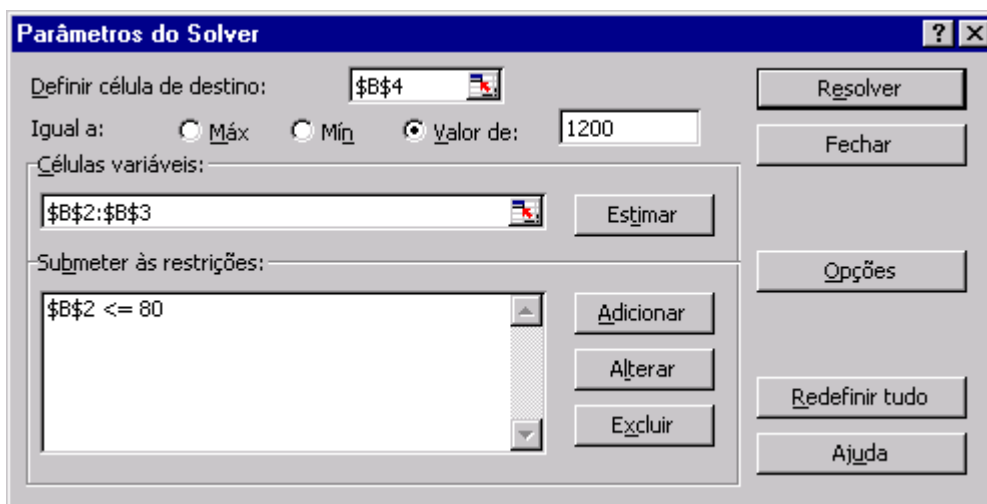 Parâmetros do Solver
Definir célula de destino: $B$4
Resolver
Igual a: Máx Mín Valor de: 1200
Fechar
Células variáveis:
$B$2:$B$3
Estimar
Submeter às restrições:
Opções
$B$2 <= 80
Adicionar
Alterar
Redefinir tudo
Excluir
Ajuda